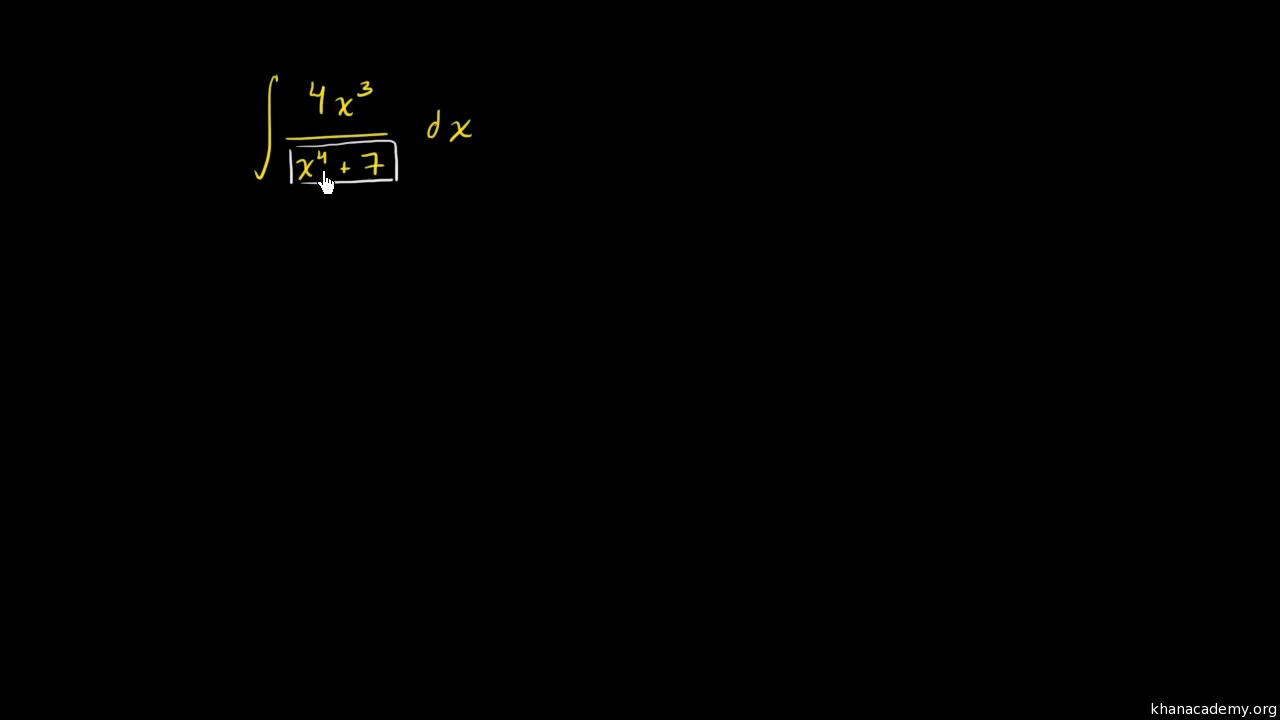 ∫ 4x³ / x⁴ + 7 dx
khanacademy.org